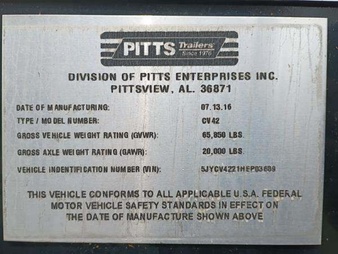 PITTS Trailers
Since 1976
DIVISION OF PITTS ENTERPRISES INC.
PITTSVIEW, AL. 36871
DATE OF MANUFACTURING: 07.13.16
TYPE / MODEL NUMBER: CV42
GROSS VEHICLE WEIGHT RATING (GVWR): 65,850 LBS.
GROSS AXLE WEIGHT RATING (GAWR): 20,000 LBS.
VEHICLE INDENTIFICATION NUMBER (VIN):
THIS VEHICLE CONFORMS TO ALL APPLICABLE U.S.A. FEDERAL
MOTOR VEHICLE SAFETY STANDARDS IN EFFECT ON
THE DATE OF MANUFACTURE SHOWN ABOVE